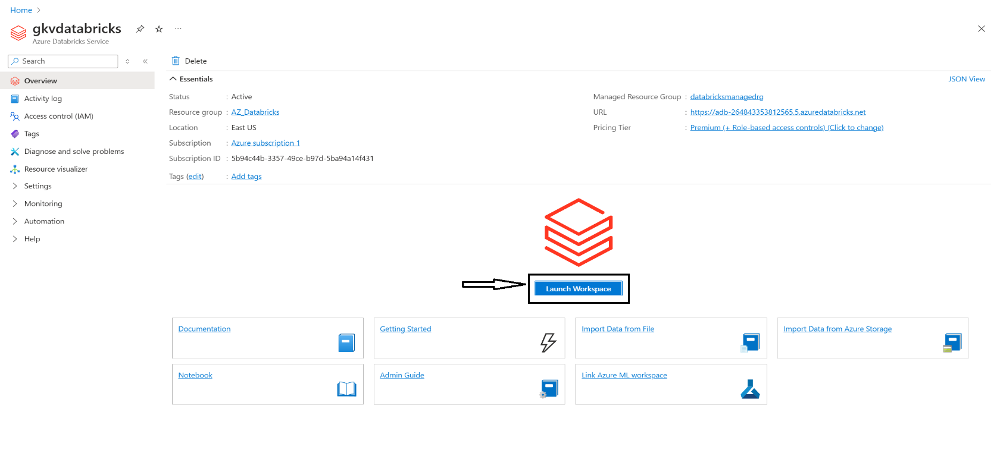 Home
gkvdatabricks
Azure Databricks Service
Search
Overview
Activity log
Access control (IAM)
Tags
Diagnose and solve problems
Resource visualizer
Settings
Monitoring
Automation
Help
Delete
Essentials
JSON View
Status : Active
Resource group : AZ_Databricks
Location : East US
Subscription : Azure subscription 1
Subscription ID : 5b94c44b-3357-49ce-b97d-5ba94a14f431
Tags (edit) : Add tags
Managed Resource Group : databricksmanagedrg
URL : https://adb-264843353812565.5.azuredatabricks.net
Pricing Tier : Premium (+ Role-based access controls) (Click to change)
Launch Workspace
Documentation
Getting Started
Import Data from File
Import Data from Azure Storage
Notebook
Admin Guide
Link Azure ML workspace